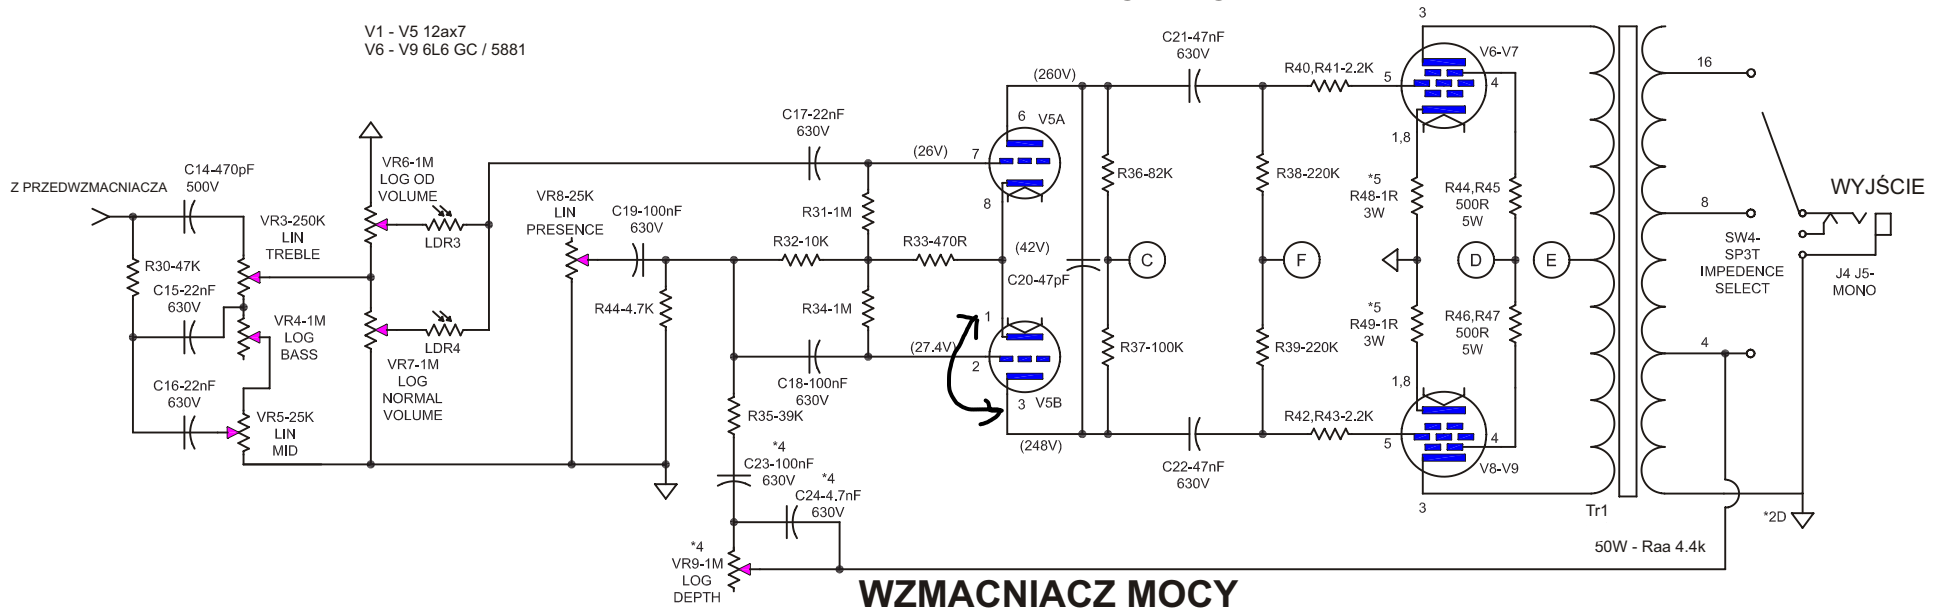 V1 - V5 12ax7
V6 - V9 6L6 GC / 5881
Z PRZEDWZMACNIACZA
C14-470pF
500V
VR3-250K
LIN
TREBLE
R30-47K
C15-22nF
630V
VR4-1M
LOG
BASS
C16-22nF
630V
VR5-25K
LIN
MID
VR6-1M
LOG OD
VOLUME
LDR3
LDR4
VR7-1M
LOG
NORMAL
VOLUME
VR8-25K
LIN
PRESENCE
C19-100nF
630V
R44-4.7K
C17-22nF
630V
R31-1M
R32-10K
R33-470R
R34-1M
C18-100nF
630V
R35-39K
*4
C23-100nF
630V
*4
C24-4.7nF
630V
*4
VR9-1M
LOG
DEPTH
(260V)
6
V5A
(26V)
7
8
(42V)
C20-47pF
1
(27.4V)
2
3
V5B
(248V)
C21-47nF
630V
R36-82K
C
R37-100K
C22-47nF
630V
R38-220K
F
R39-220K
R40,R41-2.2K
5
R42,R43-2.2K
5
3
V6-V7
4
1,8
*5
R48-1R
3W
R44,R45
500R
5W
D
E
*5
R49-1R
3W
R46,R47
500R
5W
1,8
4
V8-V9
3
Tr1
50W - Raa 4.4k
16
8
4
SW4-
SP3T
IMPEDENCE
SELECT
WYJŚCIE
J4 J5-
MONO
*2D
WZMACNIACZ MOCY